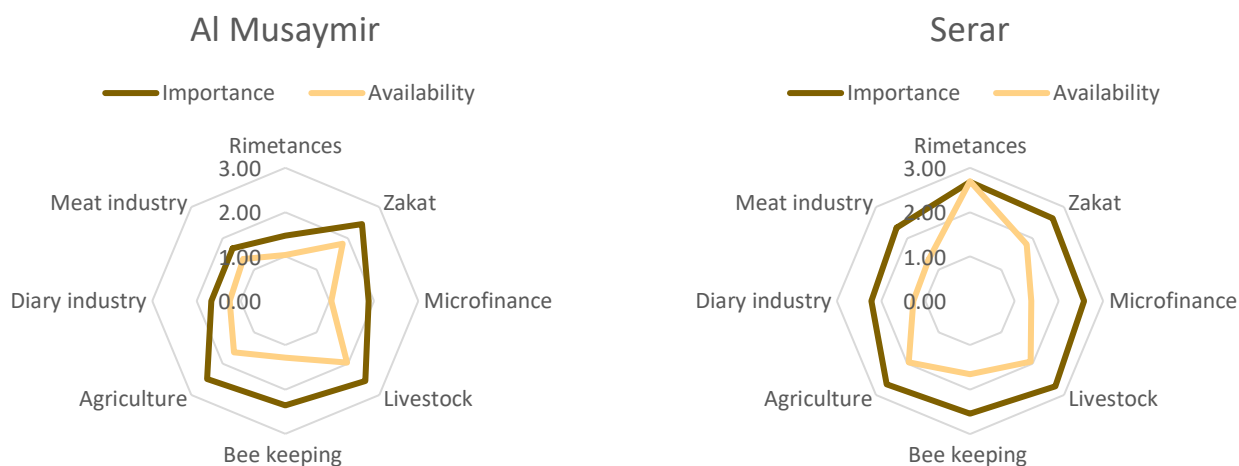 Al Musaymir
Importance Availability
Rimetances
3.00
Meat industry
Zakat
2.00
1.00
Diary industry
0.00
Microfinance
Agriculture
Livestock
Bee keeping
Serar
Importance Availability
Rimetances
3.00
Meat industry
Zakat
2.00
1.00
Diary industry
0.00
Microfinance
Agriculture
Livestock
Bee keeping